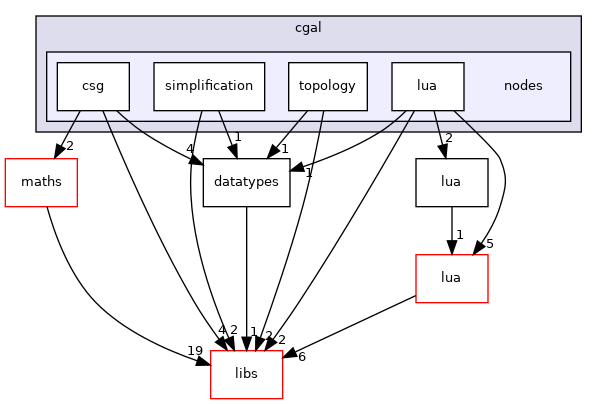 cgal
csg simplification topology lua nodes
2 4 1 1 1 2
maths datatypes lua
1 5
lua
19 4 2 1 2 2 6
libs